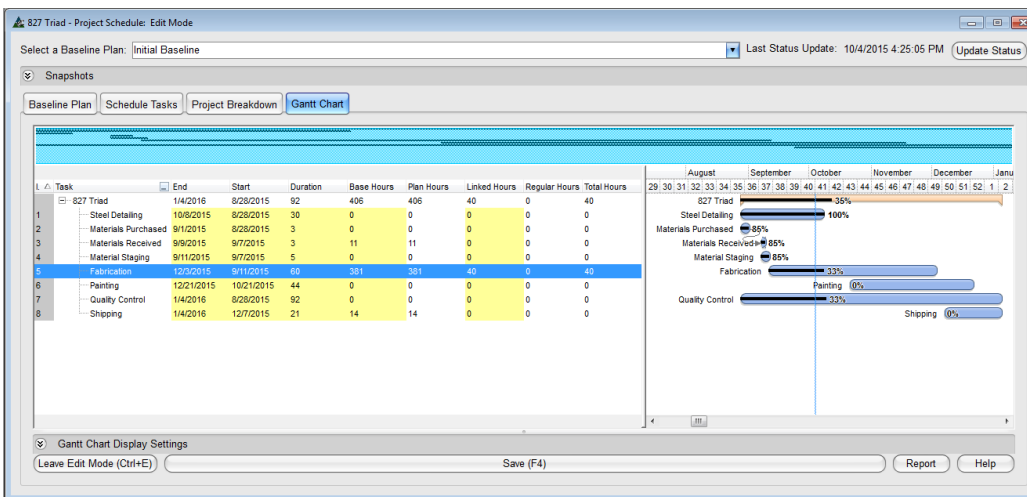 827 Triad - Project Schedule: Edit Mode
Select a Baseline Plan: Initial Baseline Last Status Update: 10/4/2015 4:25:05 PM Update Status
Snapshots
Baseline Plan Schedule Tasks Project Breakdown Gantt Chart
August September October November December Janu
L Task End Start Duration Base Hours Plan Hours Linked Hours Regular Hours Total Hours 29 30 31 32 33 34 35 36 37 38 39 40 41 42 43 44 45 46 47 48 49 50 51 52 1 2
827 Triad 1/4/2016 8/28/2015 92 406 406 40 0 40 827 Triad 35%
1 Steel Detailing 10/8/2015 8/28/2015 30 0 0 0 0 0 Steel Detailing 100%
2 Materials Purchased 9/1/2015 8/28/2015 3 0 0 0 0 0 Materials Purchased 85%
3 Materials Received 9/9/2015 9/7/2015 3 11 11 0 0 0 Materials Received 85%
4 Material Staging 9/11/2015 9/7/2015 5 0 0 0 0 0 Material Staging 85%
5 Fabrication 12/3/2015 9/11/2015 60 381 381 40 0 40 Fabrication 33%
6 Painting 12/21/2015 10/21/2015 44 0 0 0 0 0 Painting 0%
7 Quality Control 1/4/2016 8/28/2015 92 0 0 0 0 0 Quality Control 33%
8 Shipping 1/4/2016 12/7/2015 21 14 14 0 0 0 Shipping 0%
Gantt Chart Display Settings
Leave Edit Mode (Ctrl+E) Save (F4) Report Help